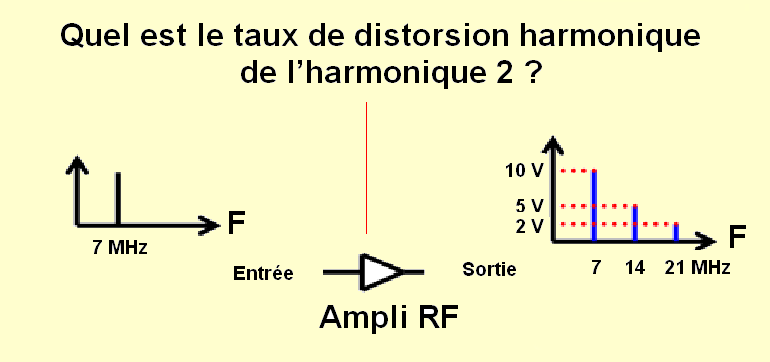 Quel est le taux de distorsion harmonique
de l'harmonique 2 ?
F
7 MHz
Entrée
Ampli RF
Sortie
10 V
5 V
2 V
F
7 14 21 MHz